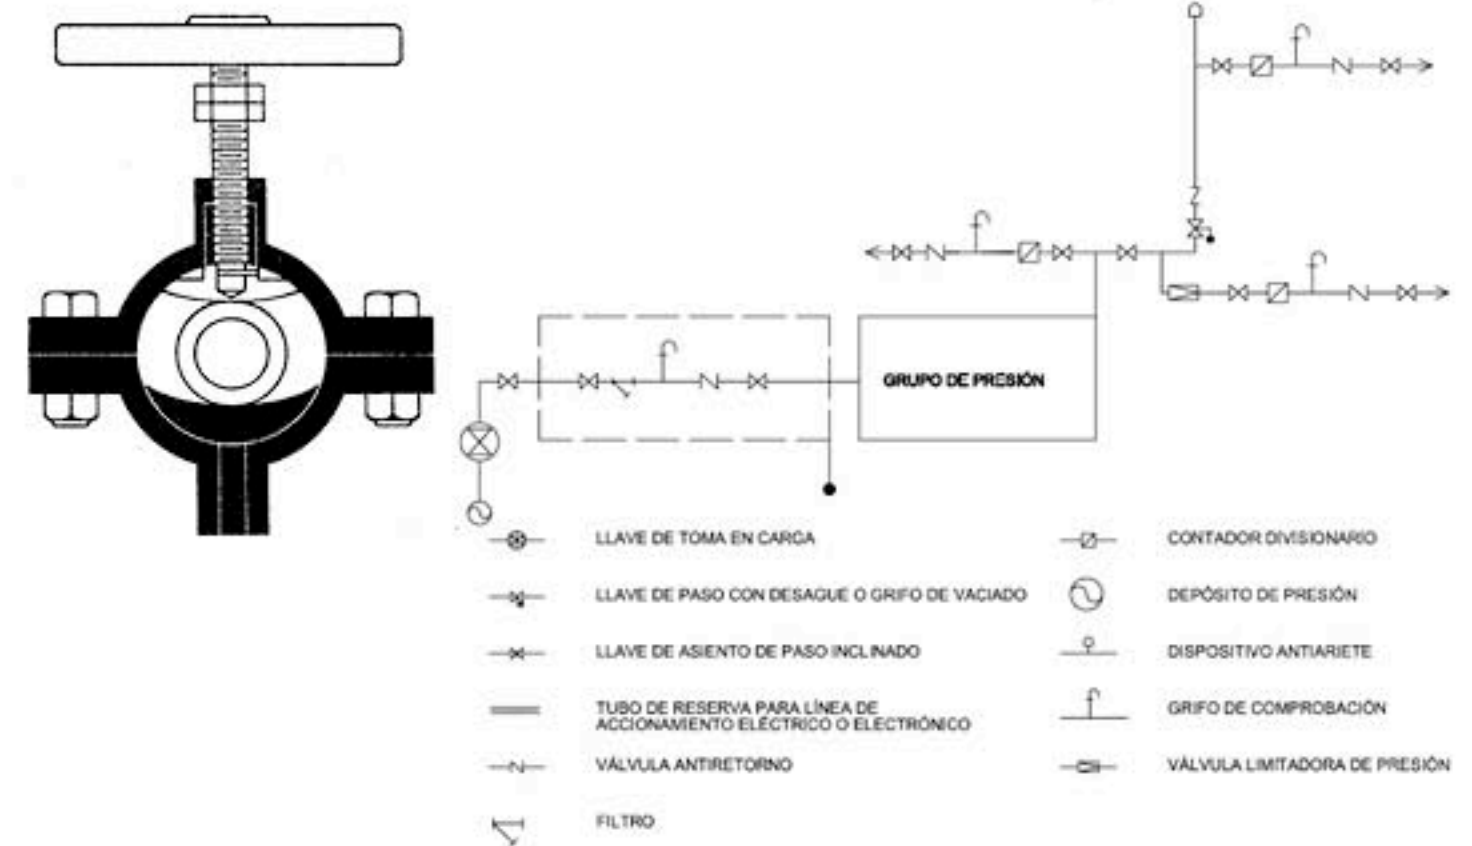 GRUPO DE PRESIÓN
LLAVE DE TOMA EN CARGA
LLAVE DE PASO CON DESAGUE O GRIFO DE VACIADO
LLAVE DE ASIENTO DE PASO INCLINADO
TUBO DE RESERVA PARA LÍNEA DE
ACCIONAMIENTO ELÉCTRICO O ELECTRÓNICO
VÁLVULA ANTIRETORNO
FILTRO
CONTADOR DIVISIONARIO
DEPÓSITO DE PRESIÓN
DISPOSITIVO ANTIARIETE
GRIFO DE COMPROBACIÓN
VÁLVULA LIMITADORA DE PRESIÓN